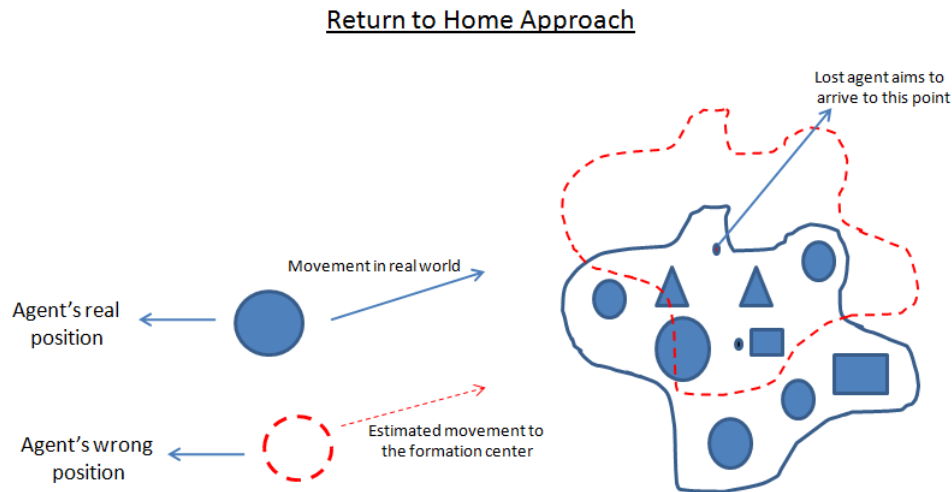 Return to Home Approach
Lost agent aims to
arrive to this point
Movement in real world
Agent's real
position
Estimated movement to
the formation center
Agent's wrong
position